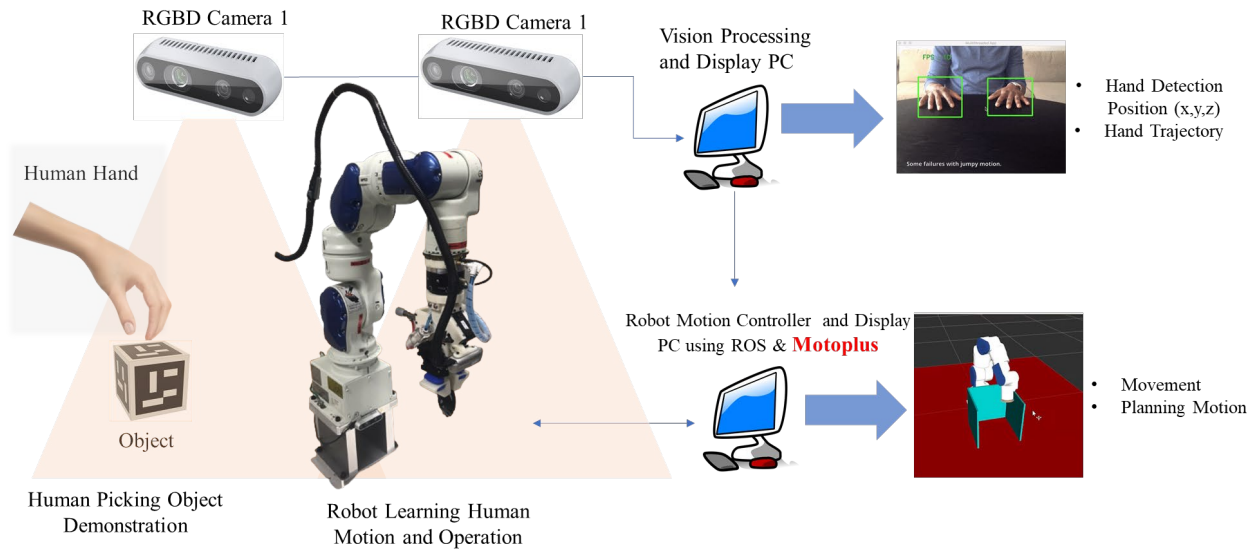 RGBD Camera 1
RGBD Camera 1
Vision Processing
and Display PC
Some failures with jumpy motion.
• Hand Detection
Position (x,y,z)
• Hand Trajectory
Human Hand
Object
Human Picking Object
Demonstration
Robot Learning Human
Motion and Operation
Robot Motion Controller and Display
PC using ROS & Motoplus
• Movement
• Planning Motion